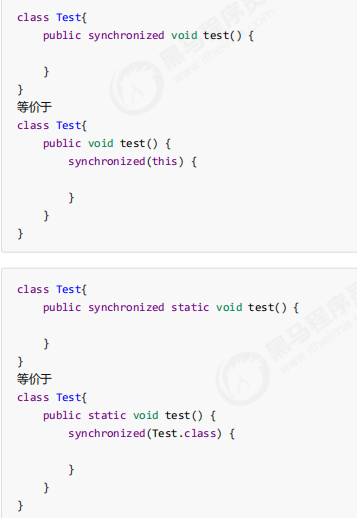 class Test{
    public synchronized void test() {

    }
}
等价于
class Test{
    public void test() {
        synchronized(this) {

        }
    }
}
class Test{
    public synchronized static void test() {

    }
}
等价于
class Test{
    public static void test() {
        synchronized(Test.class) {

        }
    }
}